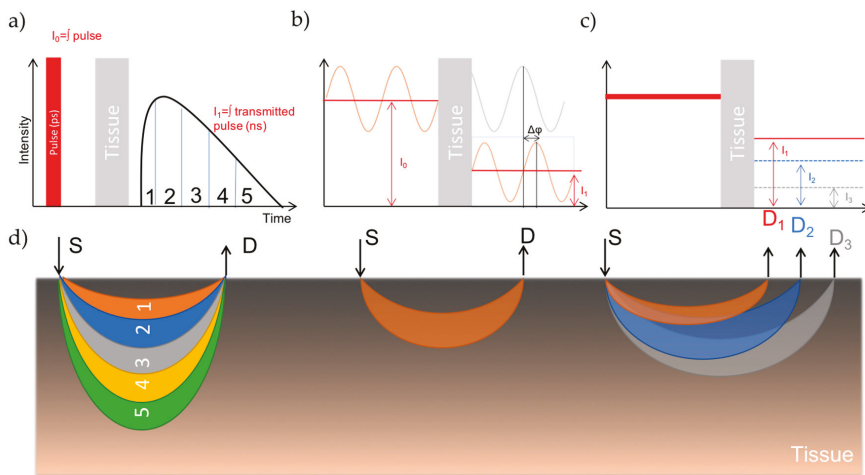 a)
I₀=∫ pulse
Intensity
Pulse (ps)
Tissue
I₁=∫ transmitted
pulse (ns)
1 2 3 4 5
Time
b)
I₀
Tissue
Δφ
I₁
c)
Tissue
I₁
I₂
I₃
D₁ D₂ D₃
d)
S D
1
2
3
4
5
S D
S
Tissue